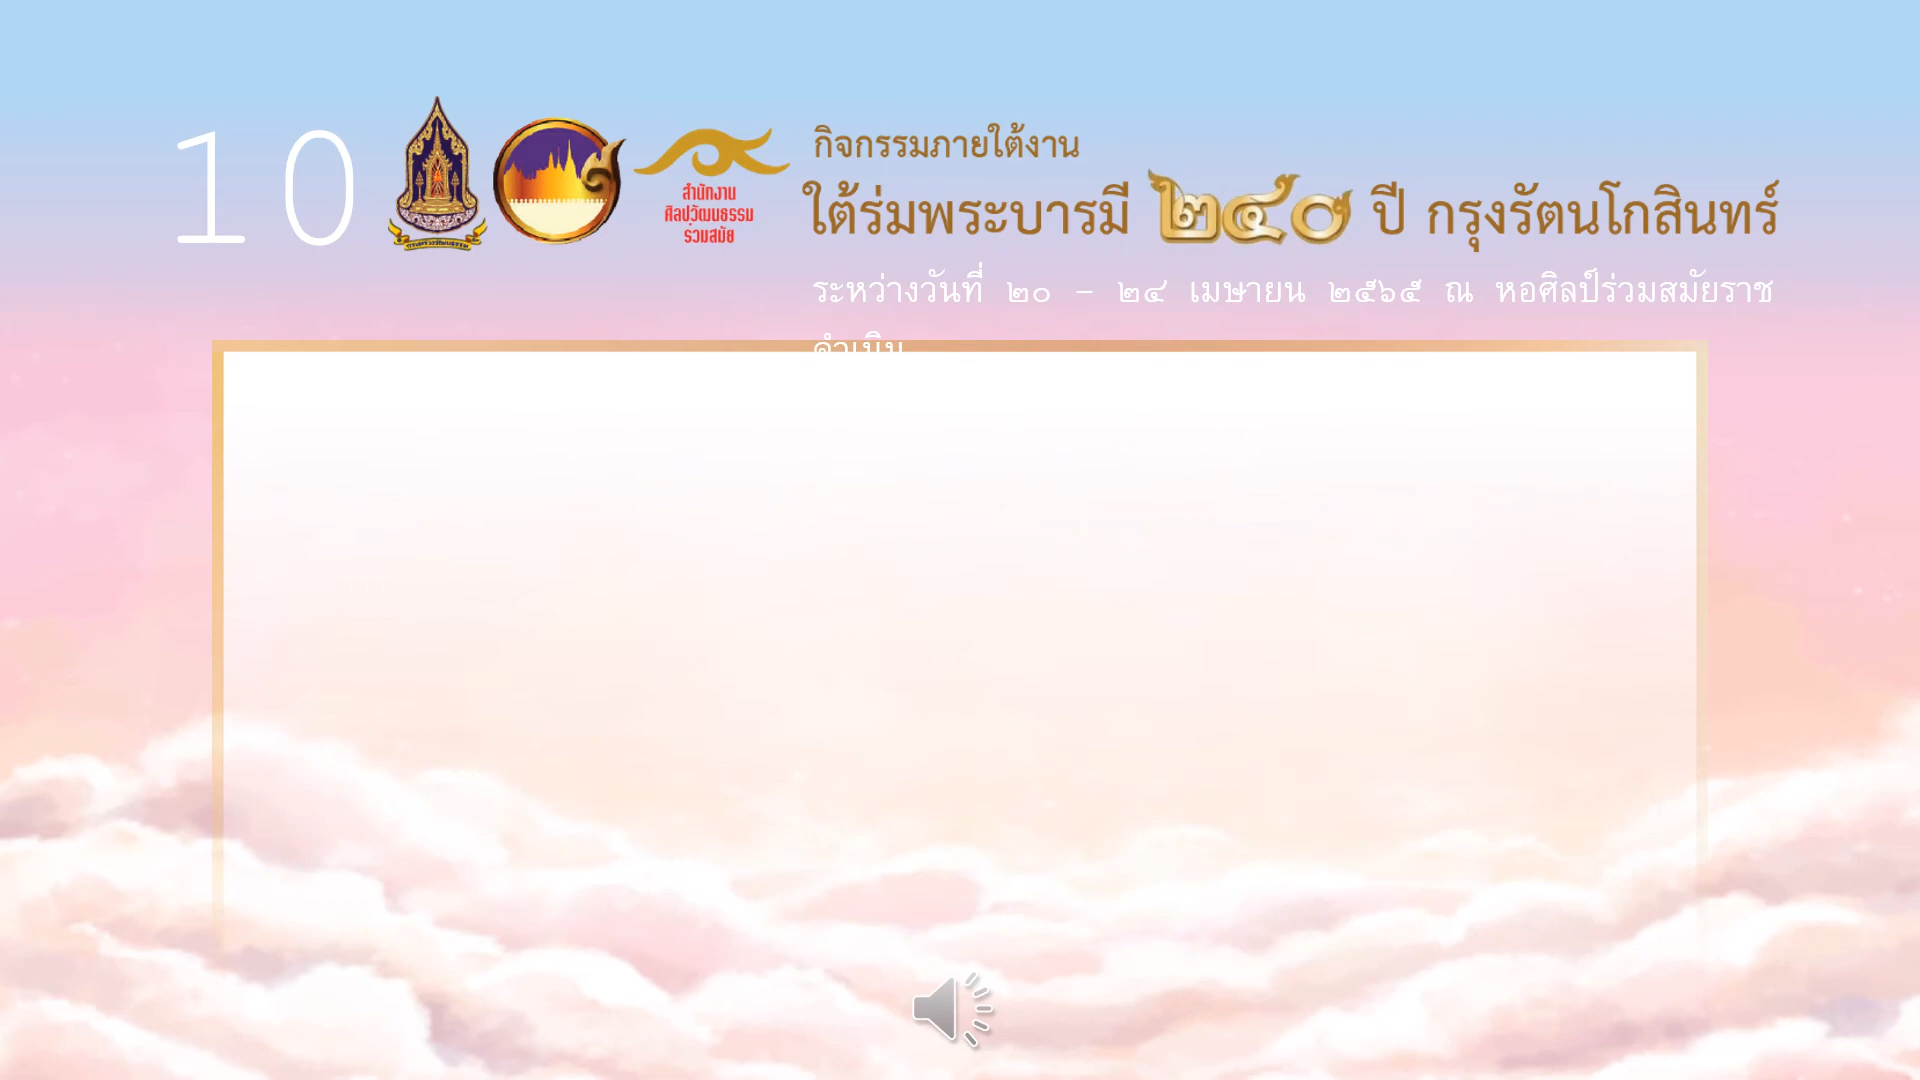 10
สำนักงาน
ศิลปวัฒนธรรม
ร่วมสมัย
กิจกรรมภายใต้งาน
ใต้ร่มพระบารมี ๒๔๐ ปี กรุงรัตนโกสินทร์
ระหว่างวันที่ ๒๐ - ๒๔ เมษายน ๒๕๖๕ ณ หอศิลป์ร่วมสมัยราช
ดำเนิน